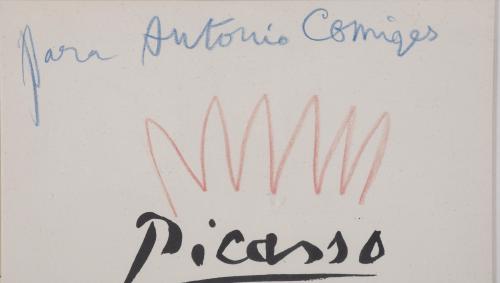 para Antonio Comiges
Picasso